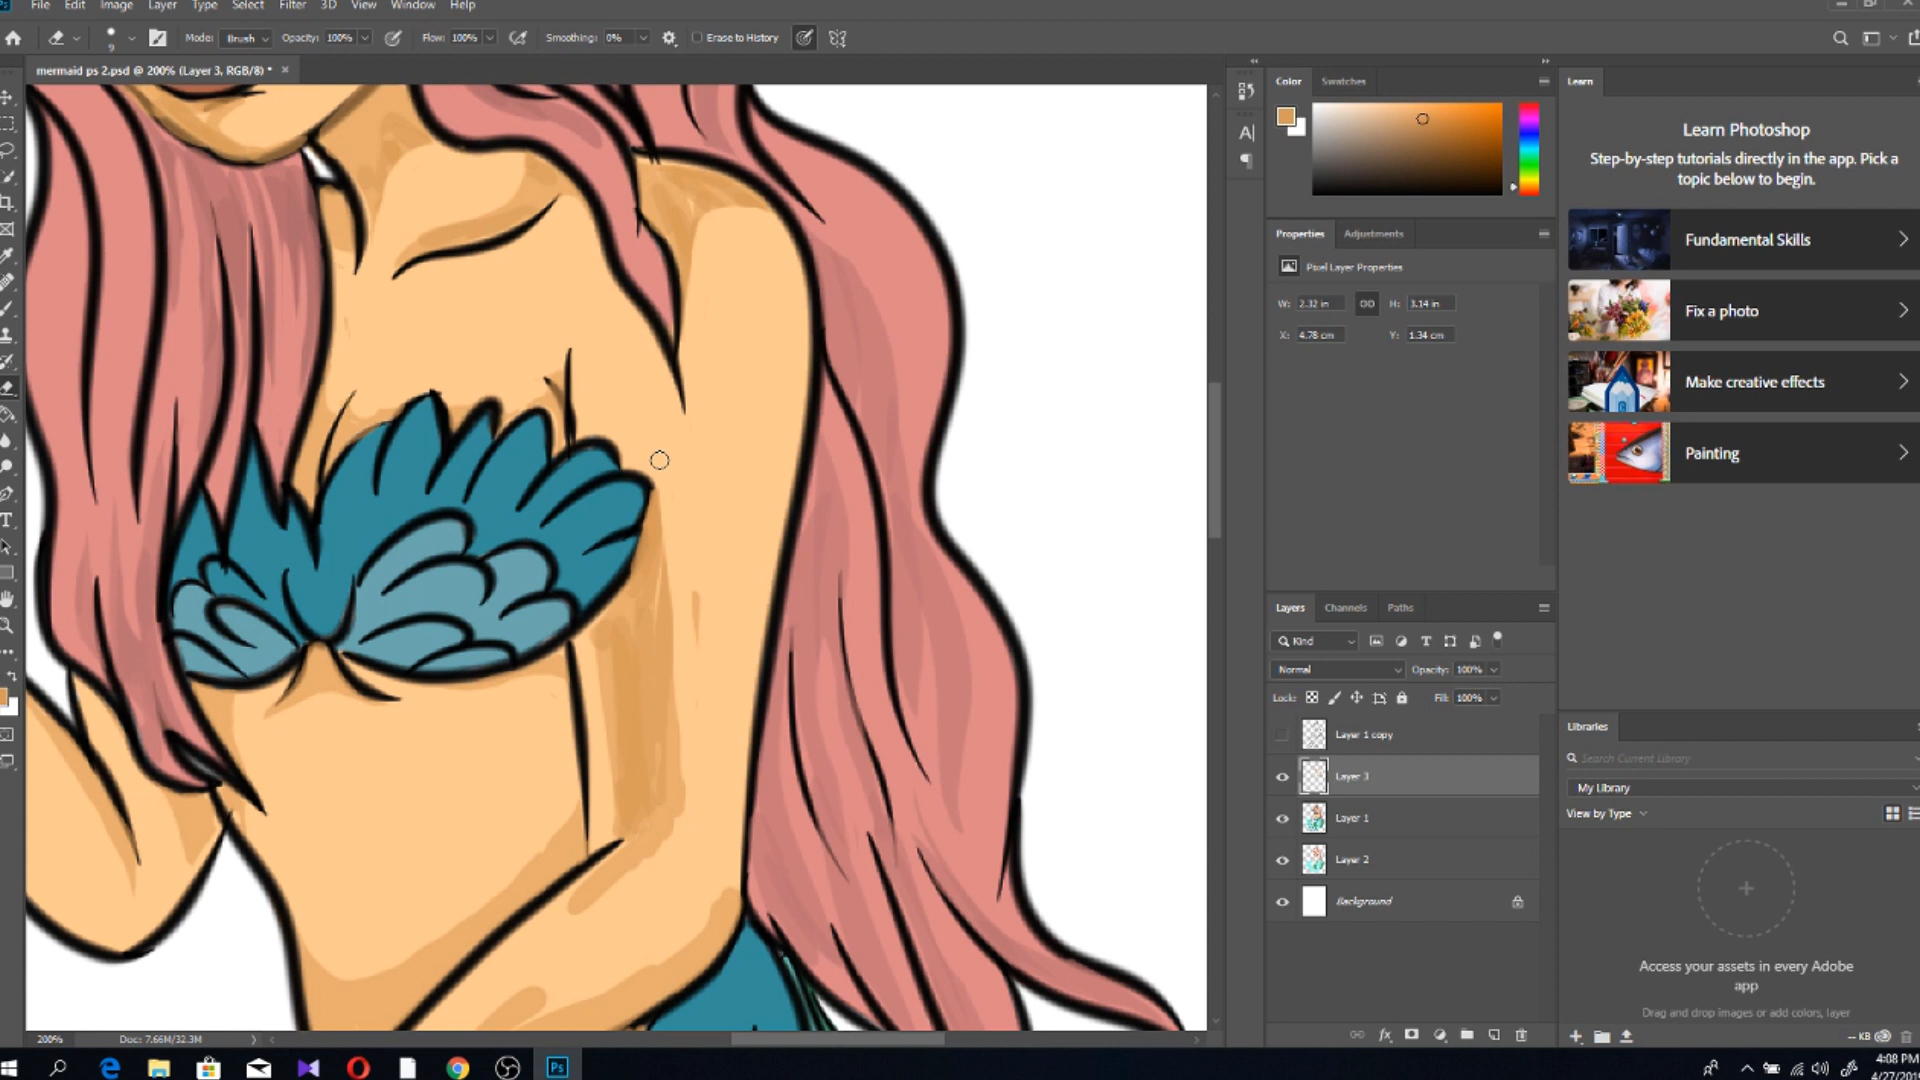 File Edit Image Layer Type Select Filter 3D View Window Help
9 Mode: Brush Opacity: 100% Flow: 100% Smoothing: 0% Erase to History
mermaid ps 2.psd @ 200% (Layer 3, RGB/8) *
Color Swatches
Properties Adjustments
Pixel Layer Properties
W: 2.32 in H: 3.14 in
X: 4.78 cm Y: 1.34 cm
Layers Channels Paths
Kind
Normal Opacity: 100%
Lock: Fill: 100%
Layer 1 copy
Layer 3
Layer 1
Layer 2
Background
Learn
Learn Photoshop
Step-by-step tutorials directly in the app. Pick a
topic below to begin.
Fundamental Skills
Fix a photo
Make creative effects
Painting
Libraries
Search Current Library
My Library
View by Type
Access your assets in every Adobe
app
Drag and drop images or add colors, layer
-- KB
200% Doc: 7.66M/32.3M
Ps
4:08 PM